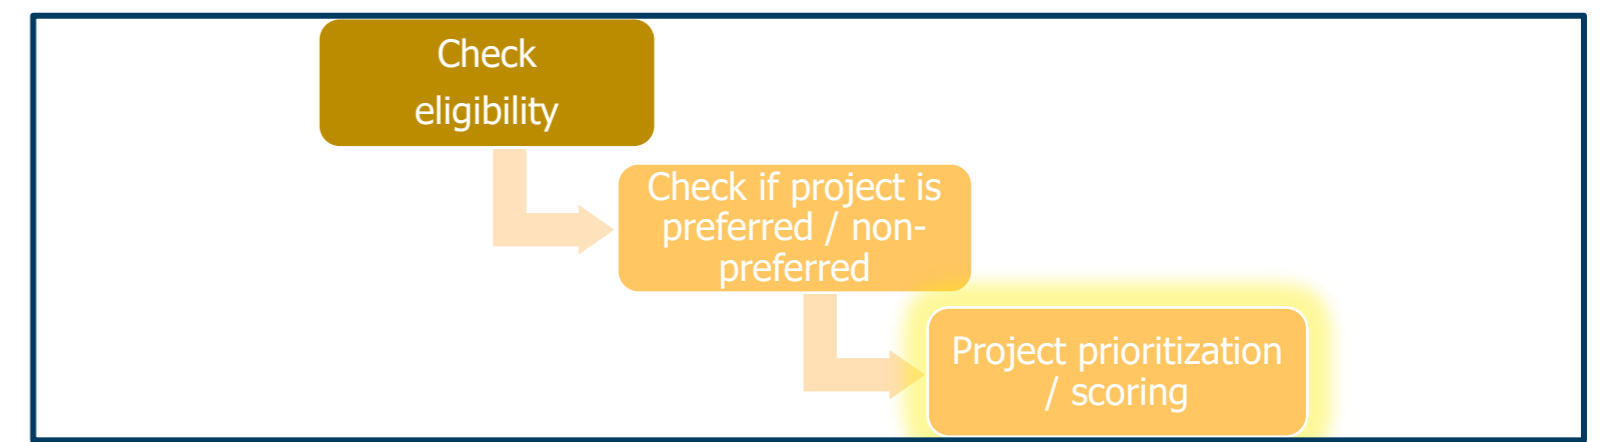 Check
eligibility
Check if project is
preferred / non-
preferred
Project prioritization
/ scoring